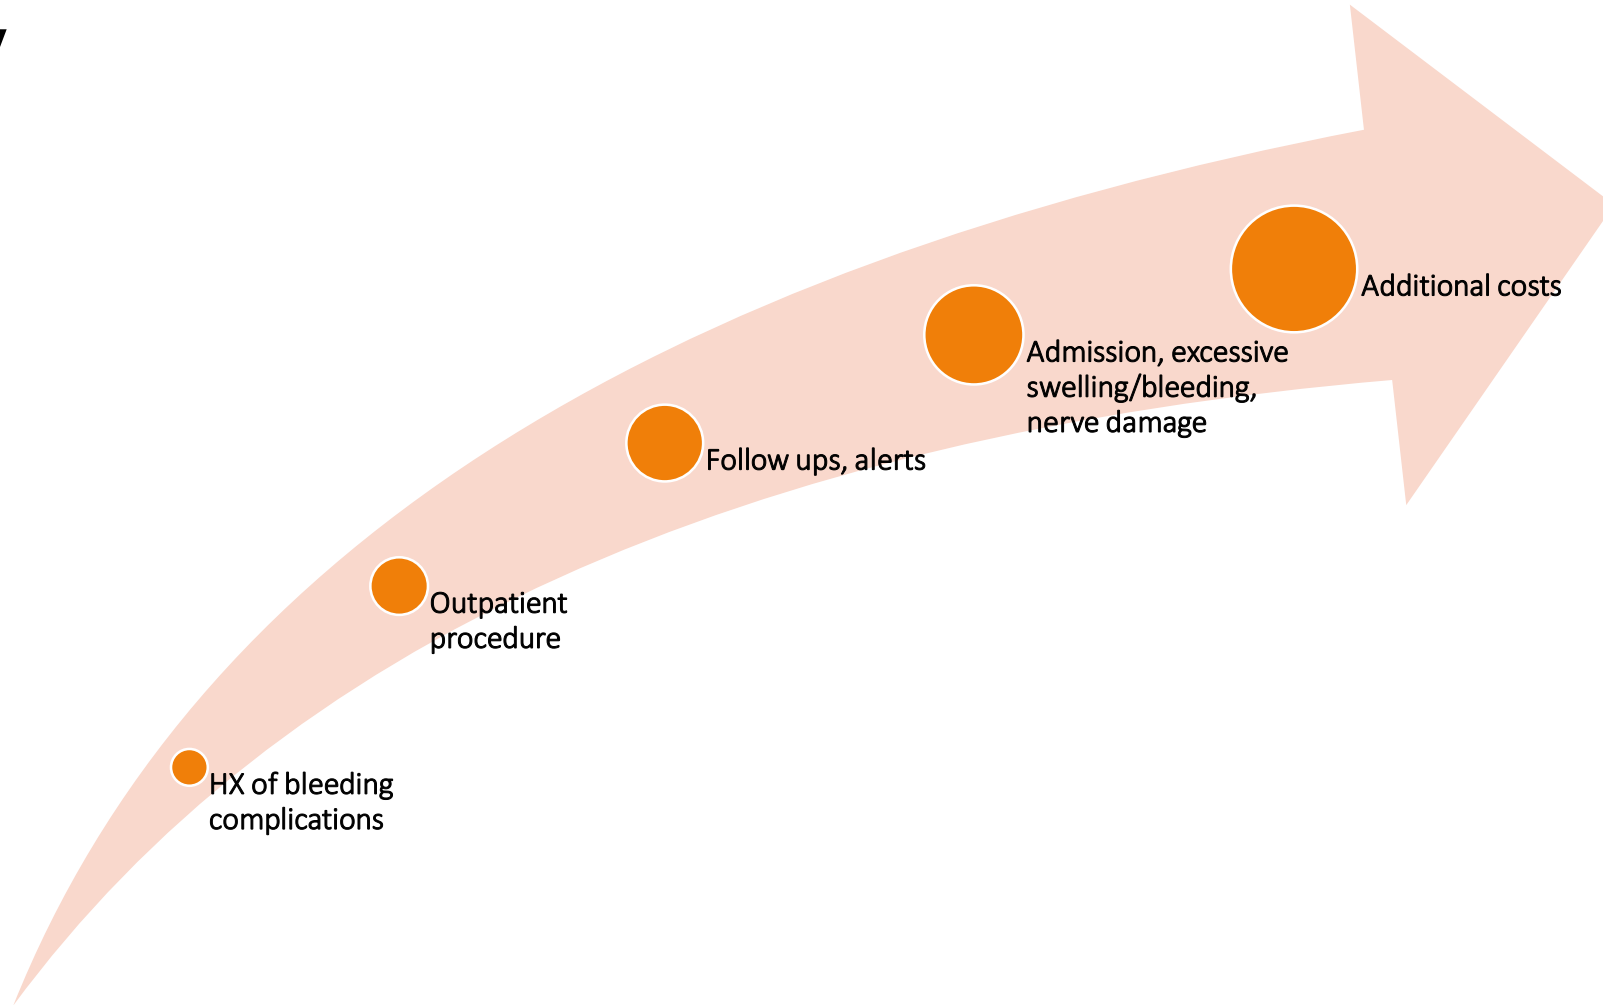 HX of bleeding
complications
Outpatient
procedure
Follow ups, alerts
Admission, excessive
swelling/bleeding,
nerve damage
Additional costs